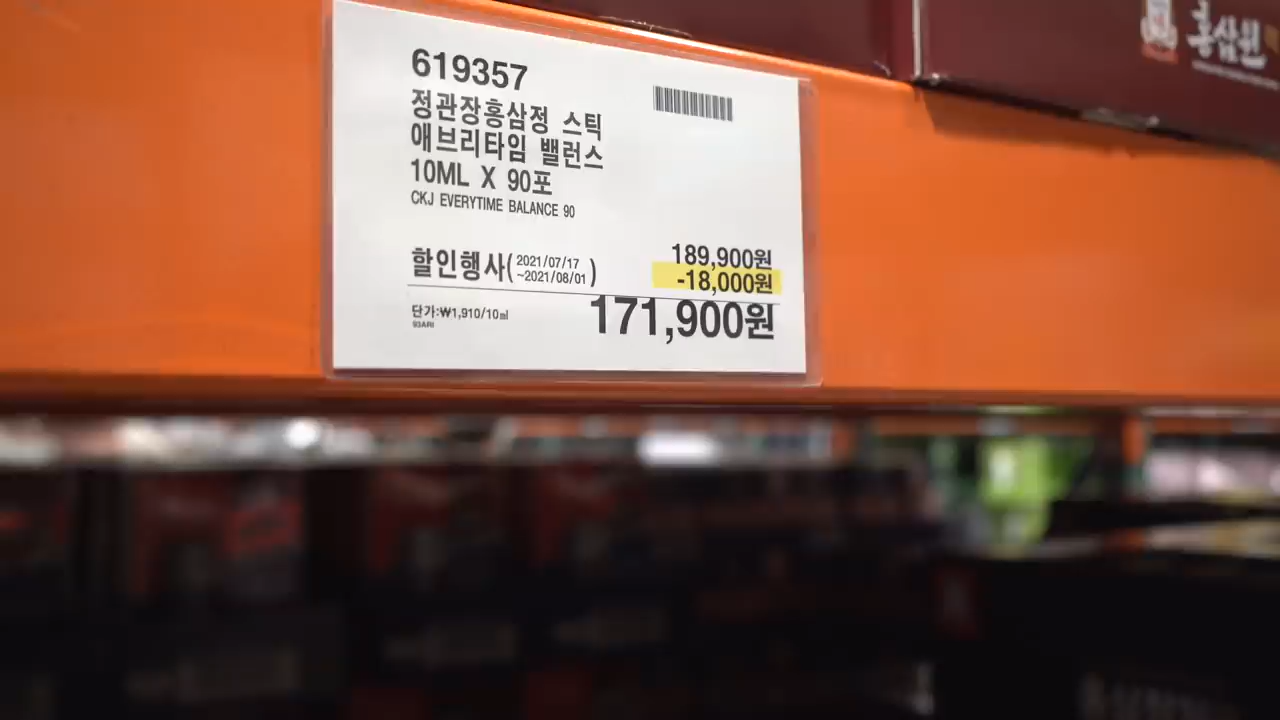 619357
정관장홍삼정 스틱
애브리타임 밸런스
10ML X 90포
CKJ EVERYTIME BALANCE 90
189,900원
할인행사(2021/07/17
~2021/08/01)
-18,000원
단가:₩1,910/10㎖
171,900원
93ARI
홍삼원